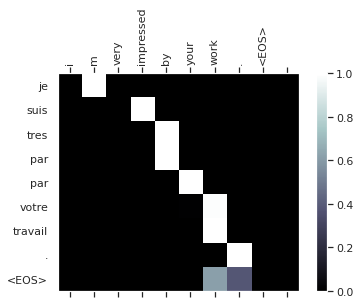 i m very impressed by your work . <EOS> .
je
suis
tres
par
par
votre
travail
.
<EOS>
1.0
0.8
0.6
0.4
0.2
0.0